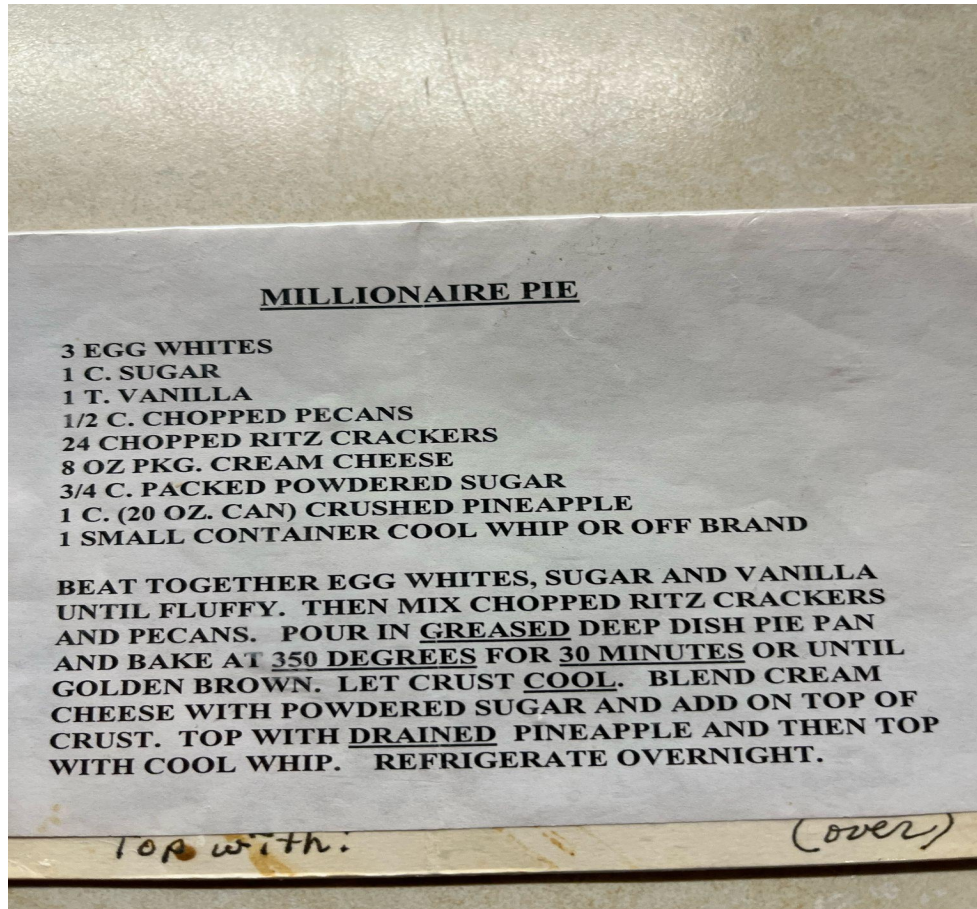 MILLIONAIRE PIE
3 EGG WHITES
1 C. SUGAR
1 T. VANILLA
1/2 C. CHOPPED PECANS
24 CHOPPED RITZ CRACKERS
8 OZ PKG. CREAM CHEESE
3/4 C. PACKED POWDERED SUGAR
1 C. (20 OZ. CAN) CRUSHED PINEAPPLE
1 SMALL CONTAINER COOL WHIP OR OFF BRAND
BEAT TOGETHER EGG WHITES, SUGAR AND VANILLA
UNTIL FLUFFY. THEN MIX CHOPPED RITZ CRACKERS
AND PECANS. POUR IN GREASED DEEP DISH PIE PAN
AND BAKE AT 350 DEGREES FOR 30 MINUTES OR UNTIL
GOLDEN BROWN. LET CRUST COOL. BLEND CREAM
CHEESE WITH POWDERED SUGAR AND ADD ON TOP OF
CRUST. TOP WITH DRAINED PINEAPPLE AND THEN TOP
WITH COOL WHIP. REFRIGERATE OVERNIGHT.
Top with: (over)